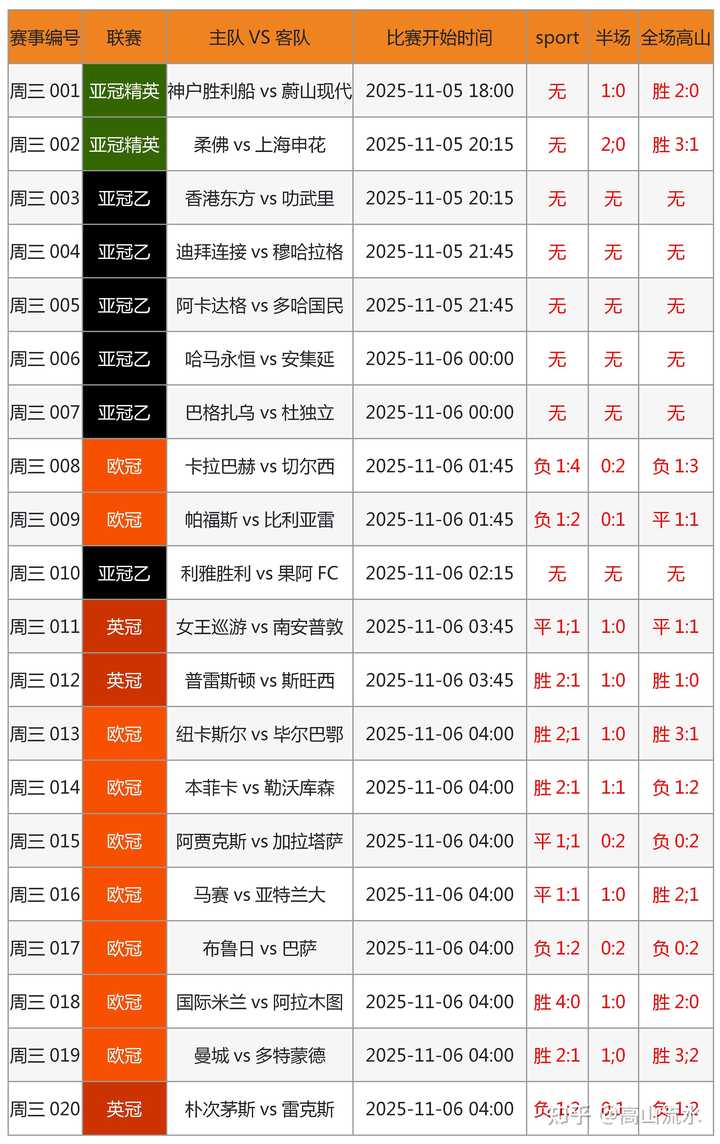 赛事编号 联赛 主队 VS 客队 比赛开始时间 sport 半场 全场高山
周三 001 亚冠精英 神户胜利船 vs 蔚山现代 2025-11-05 18:00 无 1:0 胜 2:0
周三 002 亚冠精英 柔佛 vs 上海申花 2025-11-05 20:15 无 2;0 胜 3:1
周三 003 亚冠乙 香港东方 vs 叻武里 2025-11-05 20:15 无 无 无
周三 004 亚冠乙 迪拜连接 vs 穆哈拉格 2025-11-05 21:45 无 无 无
周三 005 亚冠乙 阿卡达格 vs 多哈国民 2025-11-05 21:45 无 无 无
周三 006 亚冠乙 哈马永恒 vs 安集延 2025-11-06 00:00 无 无 无
周三 007 亚冠乙 巴格扎乌 vs 杜独立 2025-11-06 00:00 无 无 无
周三 008 欧冠 卡拉巴赫 vs 切尔西 2025-11-06 01:45 负 1:4 0:2 负 1:3
周三 009 欧冠 帕福斯 vs 比利亚雷 2025-11-06 01:45 负 1:2 0:1 平 1:1
周三 010 亚冠乙 利雅胜利 vs 果阿 FC 2025-11-06 02:15 无 无 无
周三 011 英冠 女王巡游 vs 南安普敦 2025-11-06 03:45 平 1;1 1:0 平 1:1
周三 012 英冠 普雷斯顿 vs 斯旺西 2025-11-06 03:45 胜 2:1 1:0 胜 1:0
周三 013 欧冠 纽卡斯尔 vs 毕尔巴鄂 2025-11-06 04:00 胜 2;1 1:0 胜 3:1
周三 014 欧冠 本菲卡 vs 勒沃库森 2025-11-06 04:00 胜 2:1 1:1 负 1:2
周三 015 欧冠 阿贾克斯 vs 加拉塔萨 2025-11-06 04:00 平 1;1 0:2 负 0:2
周三 016 欧冠 马赛 vs 亚特兰大 2025-11-06 04:00 平 1:1 1:0 胜 2;1
周三 017 欧冠 布鲁日 vs 巴萨 2025-11-06 04:00 负 1:2 0:2 负 0:2
周三 018 欧冠 国际米兰 vs 阿拉木图 2025-11-06 04:00 胜 4:0 1:0 胜 2:0
周三 019 欧冠 曼城 vs 多特蒙德 2025-11-06 04:00 胜 2:1 1;0 胜 3;2
周三 020 英冠 朴次茅斯 vs 雷克斯 2025-11-06 04:00 负 1:2 0:1 负 1:2
知乎 @高山流水